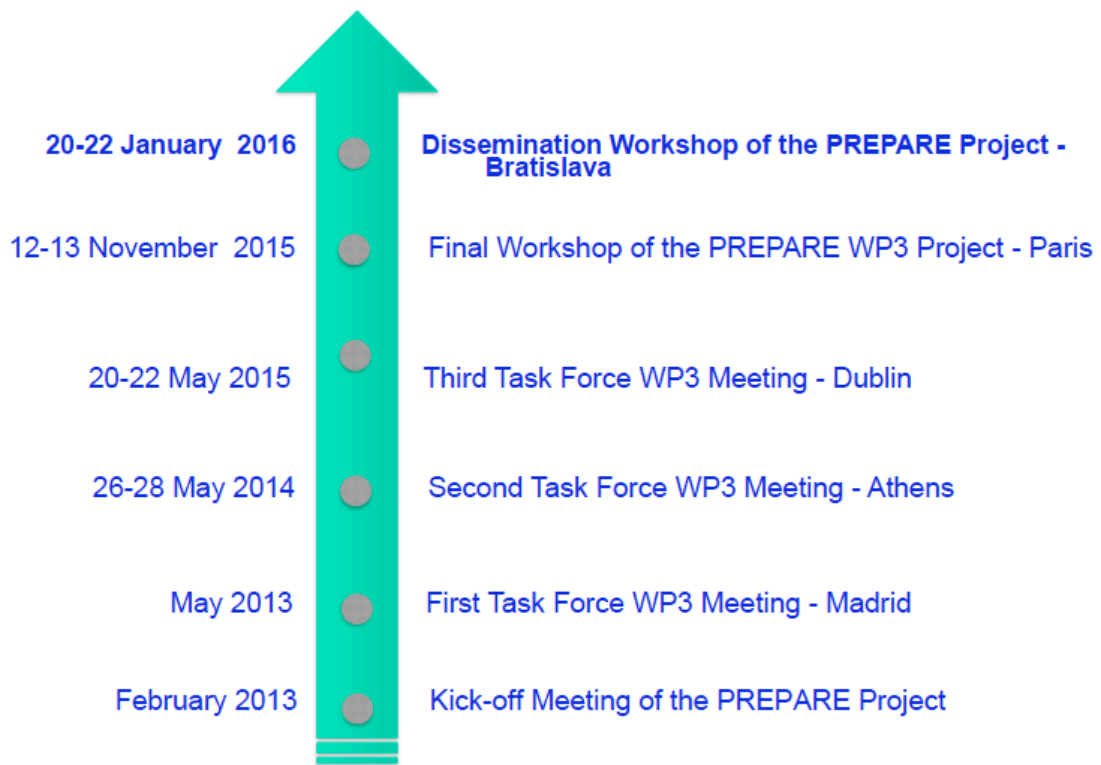 20-22 January 2016 Dissemination Workshop of the PREPARE Project -
Bratislava
12-13 November 2015 Final Workshop of the PREPARE WP3 Project - Paris
20-22 May 2015 Third Task Force WP3 Meeting - Dublin
26-28 May 2014 Second Task Force WP3 Meeting - Athens
May 2013 First Task Force WP3 Meeting - Madrid
February 2013 Kick-off Meeting of the PREPARE Project